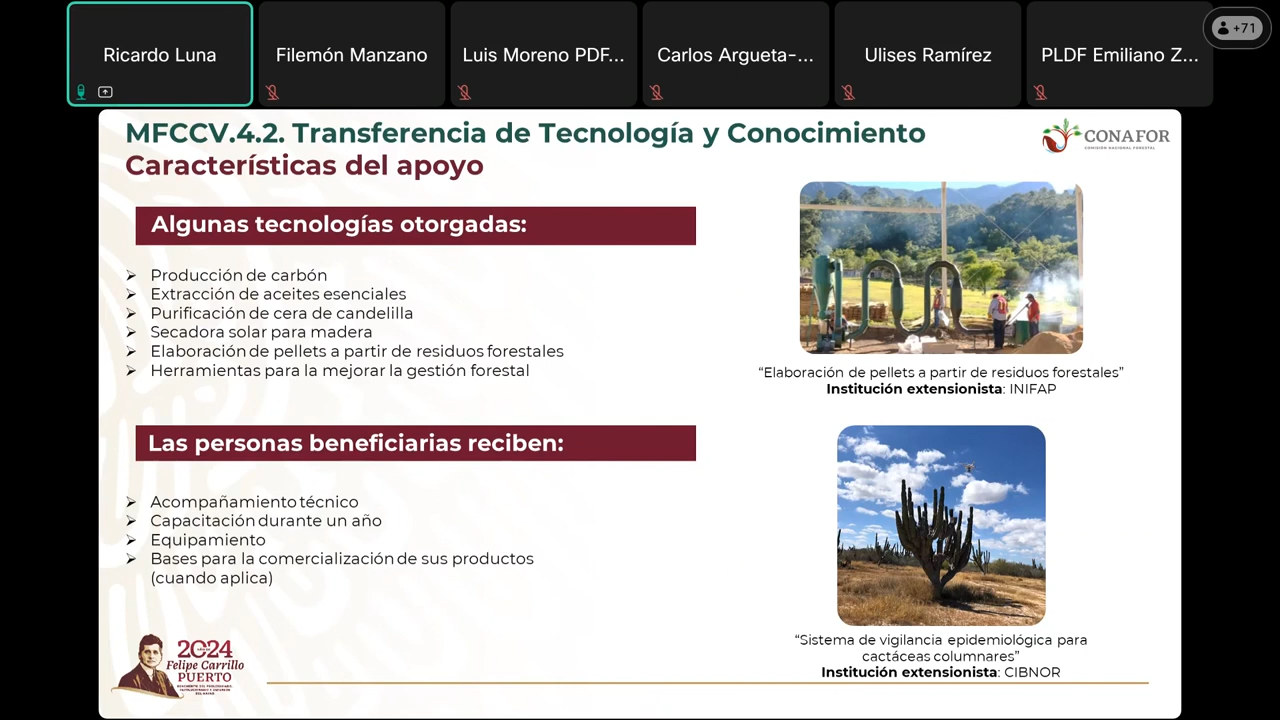 Ricardo Luna
Filemón Manzano
Luis Moreno PDF...
Carlos Argueta-...
Ulises Ramírez
PLDF Emiliano Z...
+71
MFCCV.4.2. Transferencia de Tecnología y Conocimiento
Características del apoyo
CONAFOR
COMISIÓN NACIONAL FORESTAL
Algunas tecnologías otorgadas:
Producción de carbón
Extracción de aceites esenciales
Purificación de cera de candelilla
Secadora solar para madera
Elaboración de pellets a partir de residuos forestales
Herramientas para la mejorar la gestión forestal
“Elaboración de pellets a partir de residuos forestales”
Institución extensionista: INIFAP
Las personas beneficiarias reciben:
Acompañamiento técnico
Capacitación durante un año
Equipamiento
Bases para la comercialización de sus productos
(cuando aplica)
“Sistema de vigilancia epidemiológica para
cactáceas columnares”
Institución extensionista: CIBNOR
2024
Felipe Carrillo
PUERTO